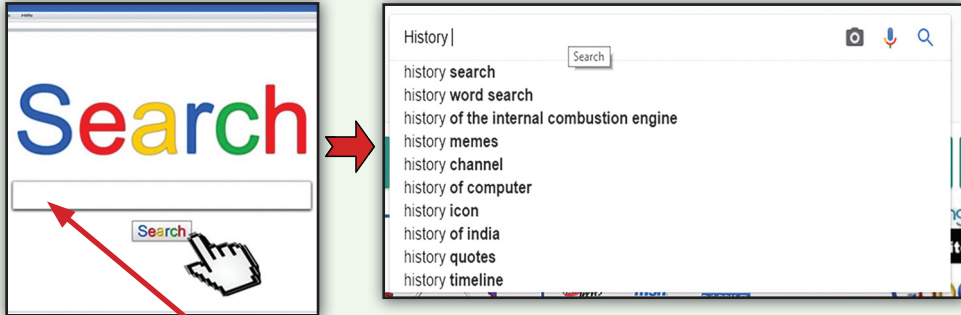 Help
Search
Search
History
Search
history search
history word search
history of the internal combustion engine
history memes
history channel
history of computer
history icon
history of india
history quotes
history timeline